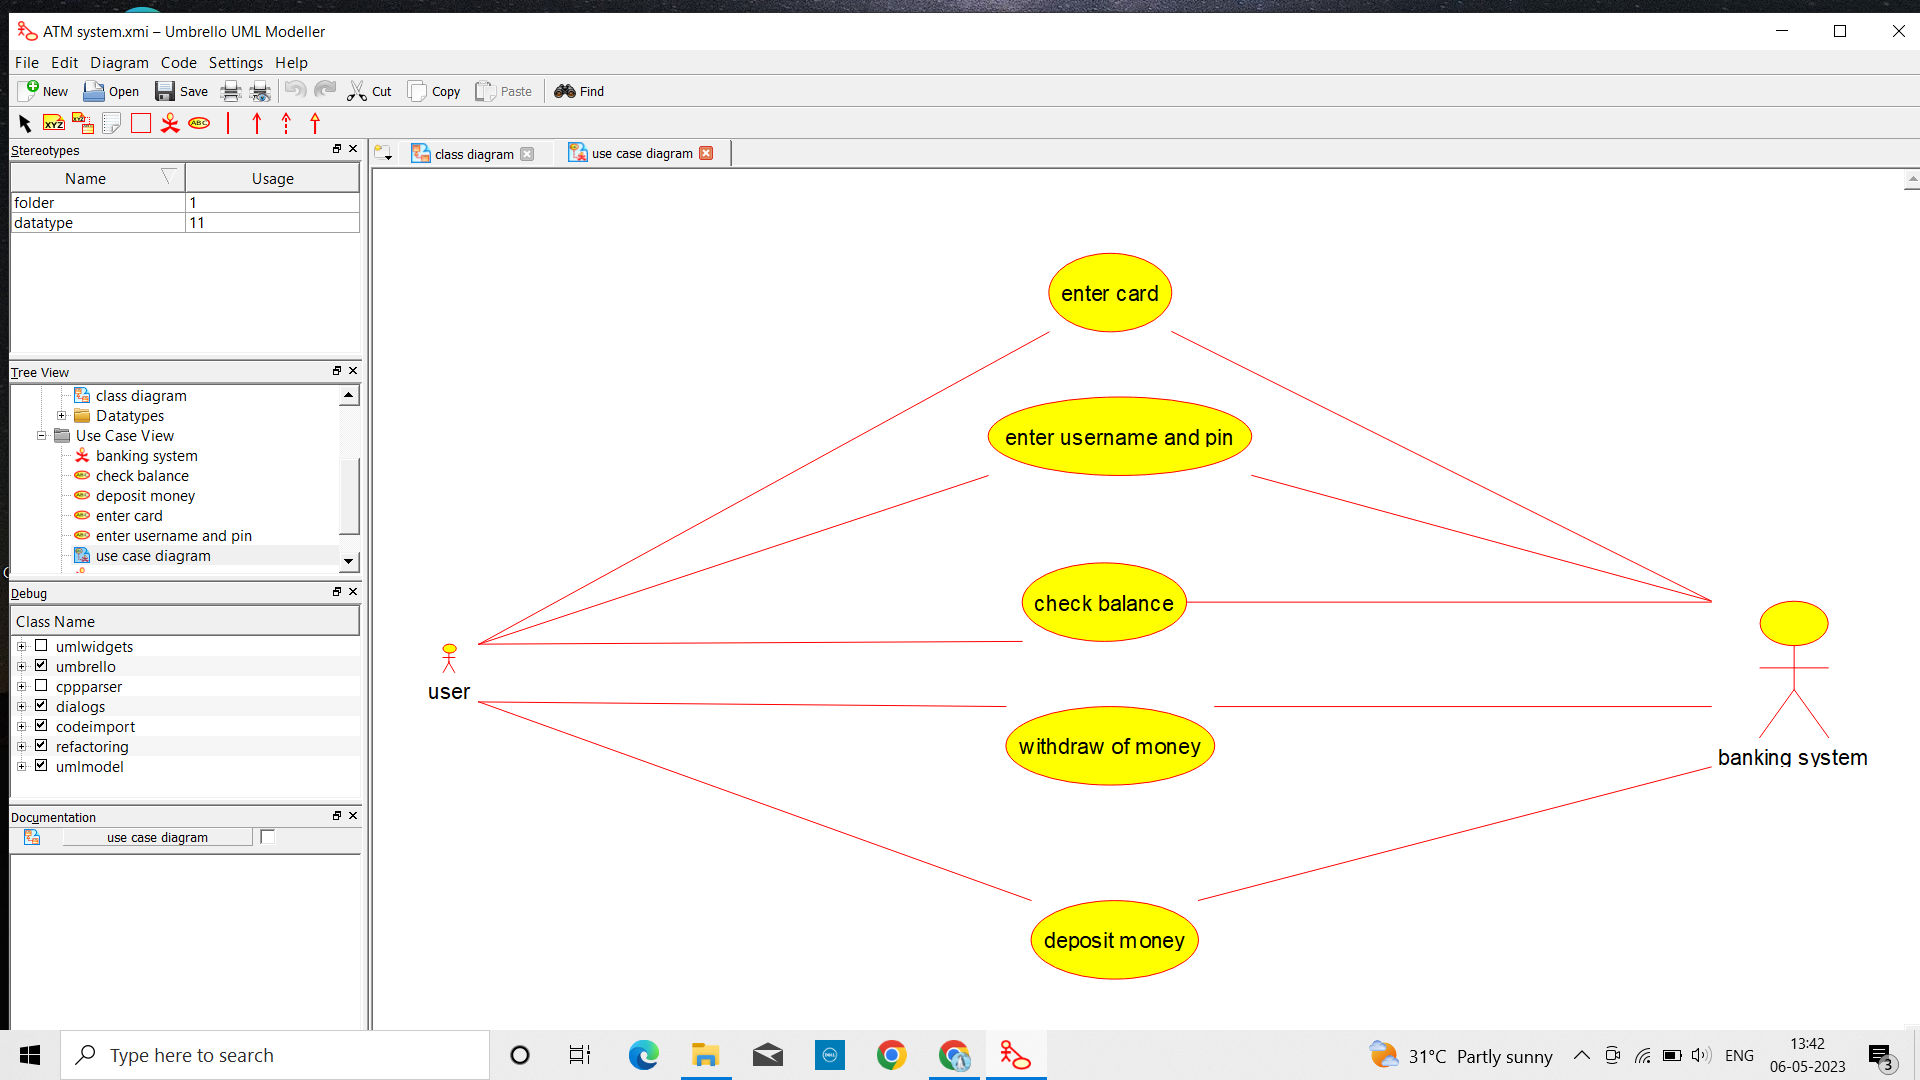 ATM system.xmi – Umbrello UML Modeller
File Edit Diagram Code Settings Help
New Open Save Cut Copy Paste Find
Stereotypes
Name Usage
folder 1
datatype 11
Tree View
class diagram
Datatypes
Use Case View
banking system
check balance
deposit money
enter card
enter username and pin
use case diagram
Debug
Class Name
umlwidgets
umbrello
cppparser
dialogs
codeimport
refactoring
umlmodel
Documentation
use case diagram
class diagram use case diagram
enter card
enter username and pin
check balance
user
withdraw of money
banking system
deposit money
Type here to search
31°C Partly sunny
ENG
13:42
06-05-2023
3